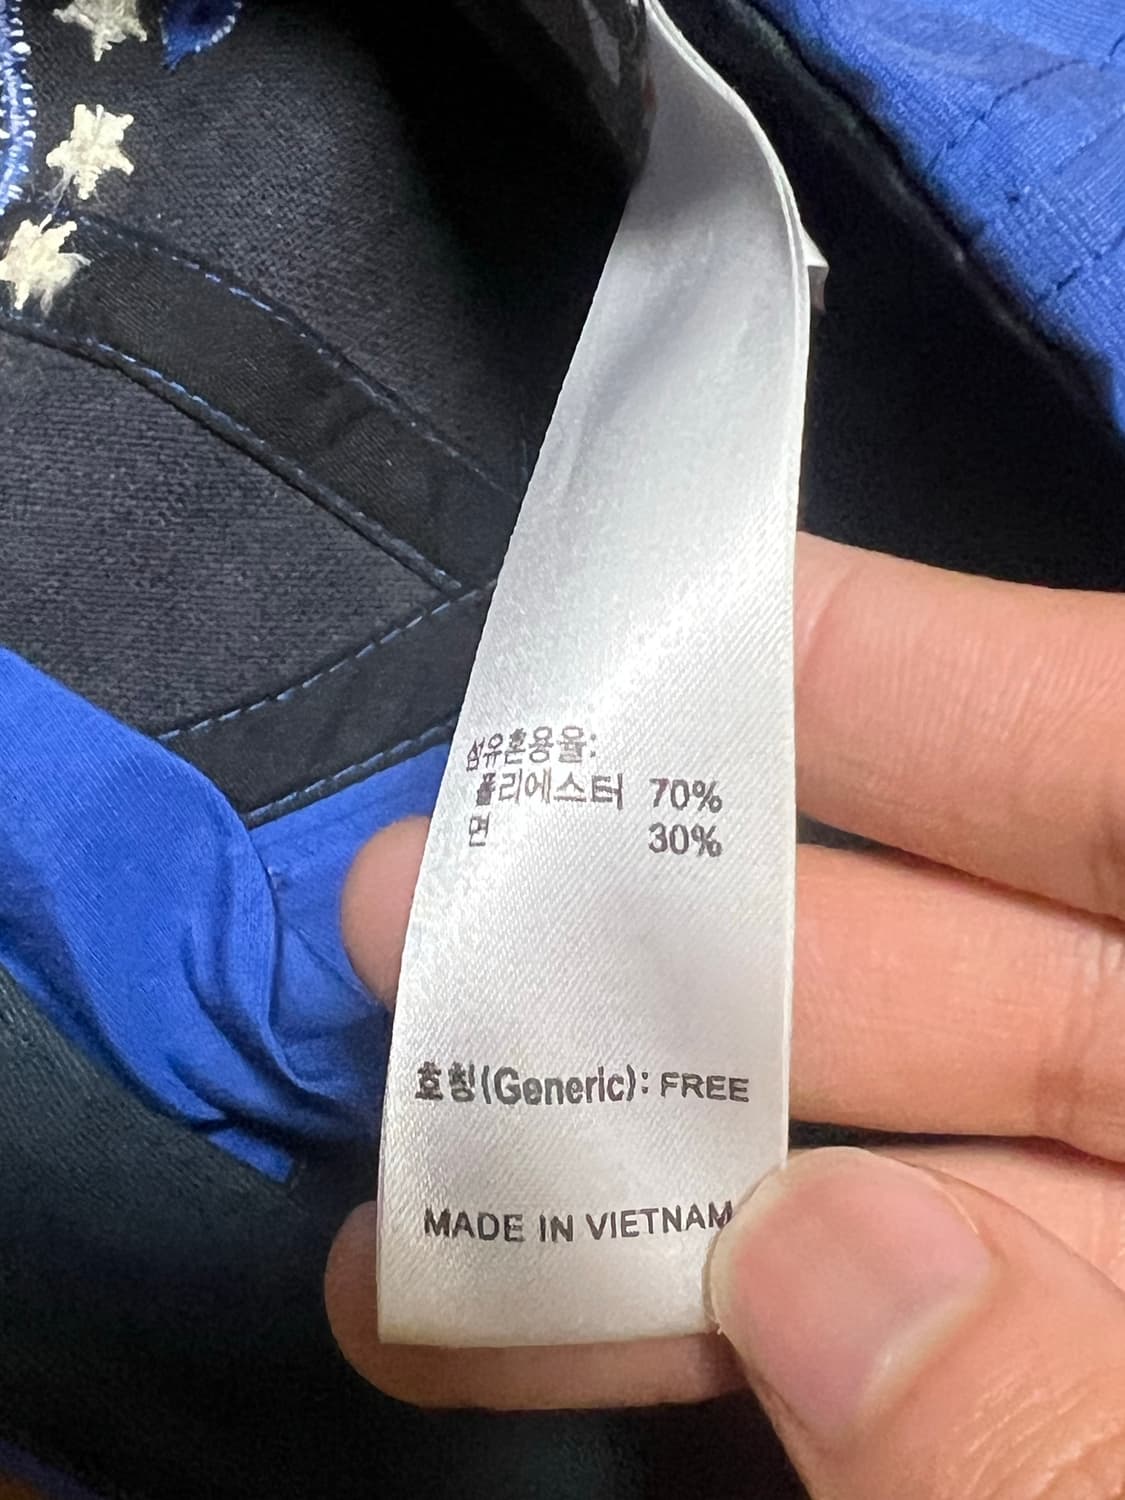 섬유혼용율:
폴리에스터 70%
면 30%
호칭(Generic): FREE
MADE IN VIETNAM